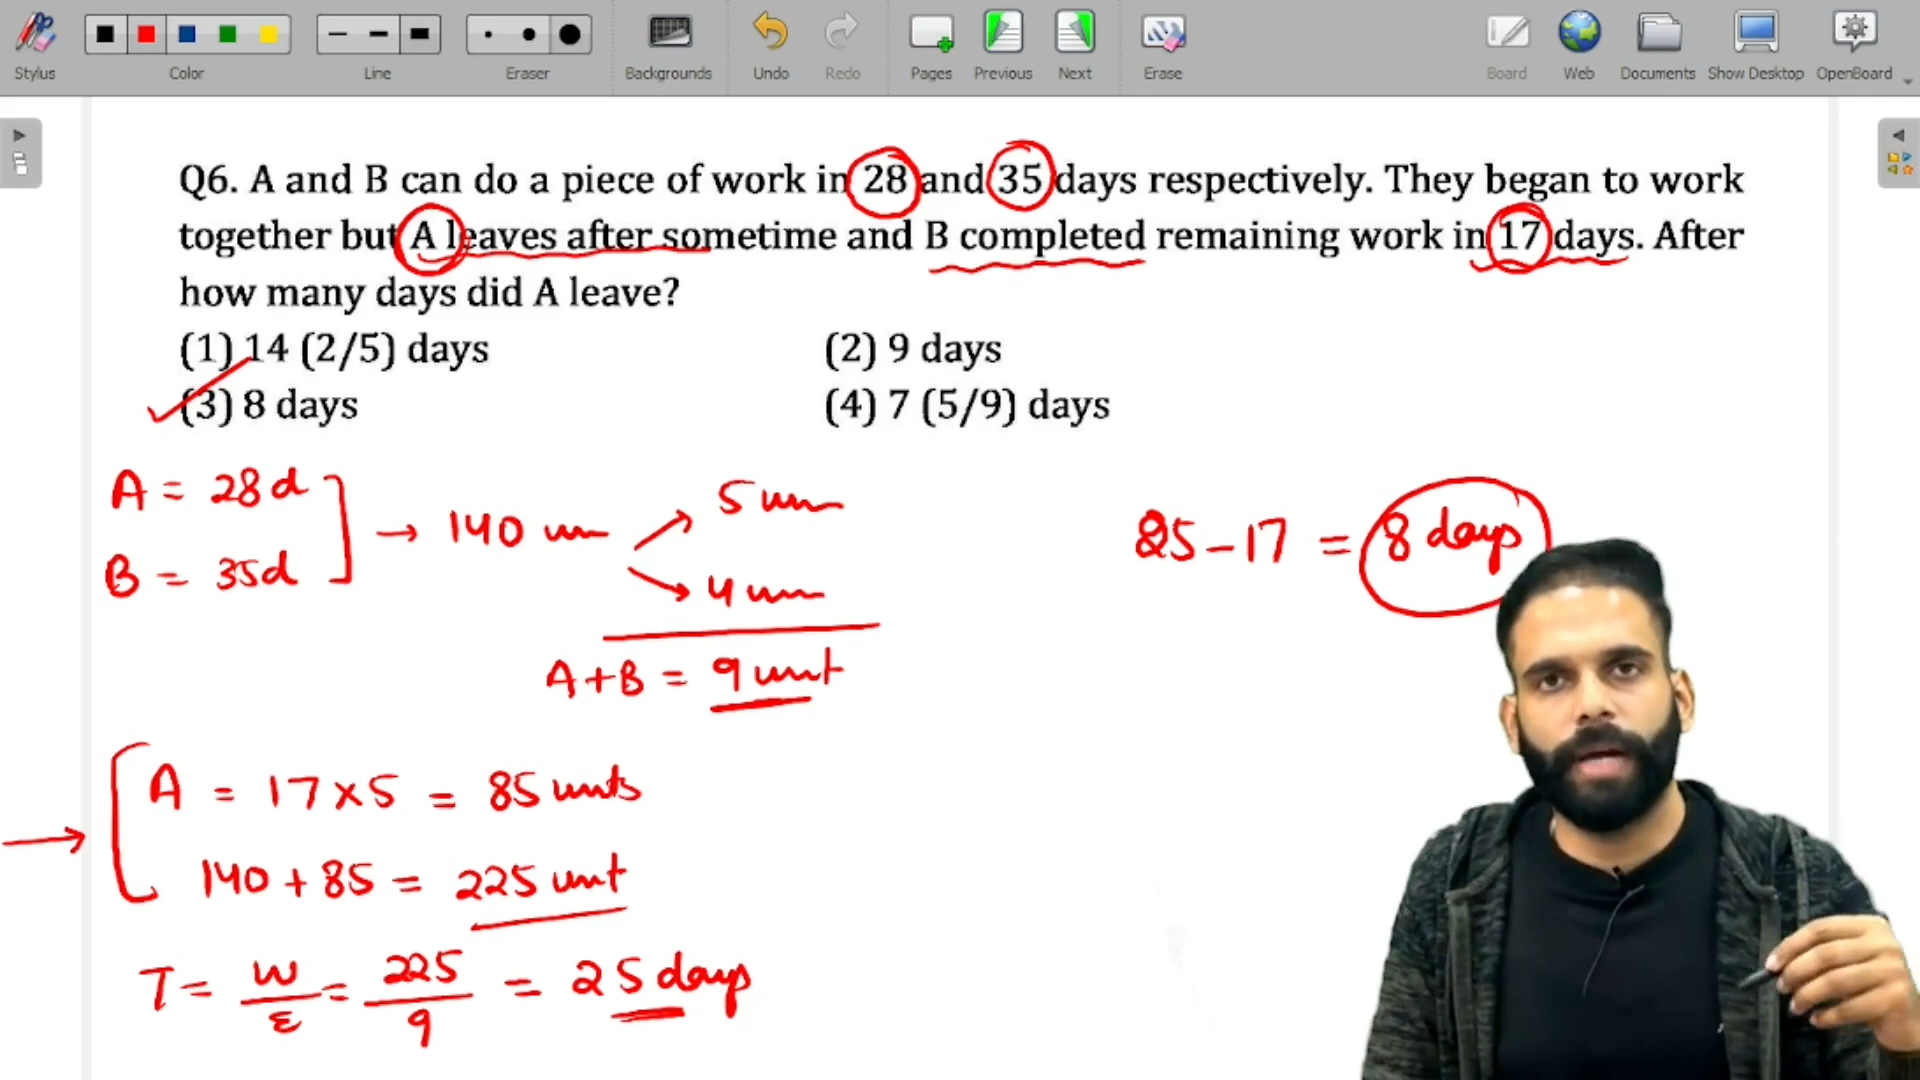 Stylus
Color
Line
Eraser
Backgrounds
Undo
Redo
Pages
Previous
Next
Erase
Board
Web
Documents
Show Desktop
OpenBoard
Q6. A and B can do a piece of work in 28 and 35 days respectively. They began to work
together but A leaves after sometime and B completed remaining work in 17 days. After
how many days did A leave?
(1) 14 (2/5) days
(2) 9 days
(3) 8 days
(4) 7 (5/9) days
A = 28d
B = 35d
→ 140
5
4
A+B = 9 unit
25-17 = 8 days
A = 17×5 = 85 units
140 + 85 = 225 unit
T = W/E = 225/9 = 25 days